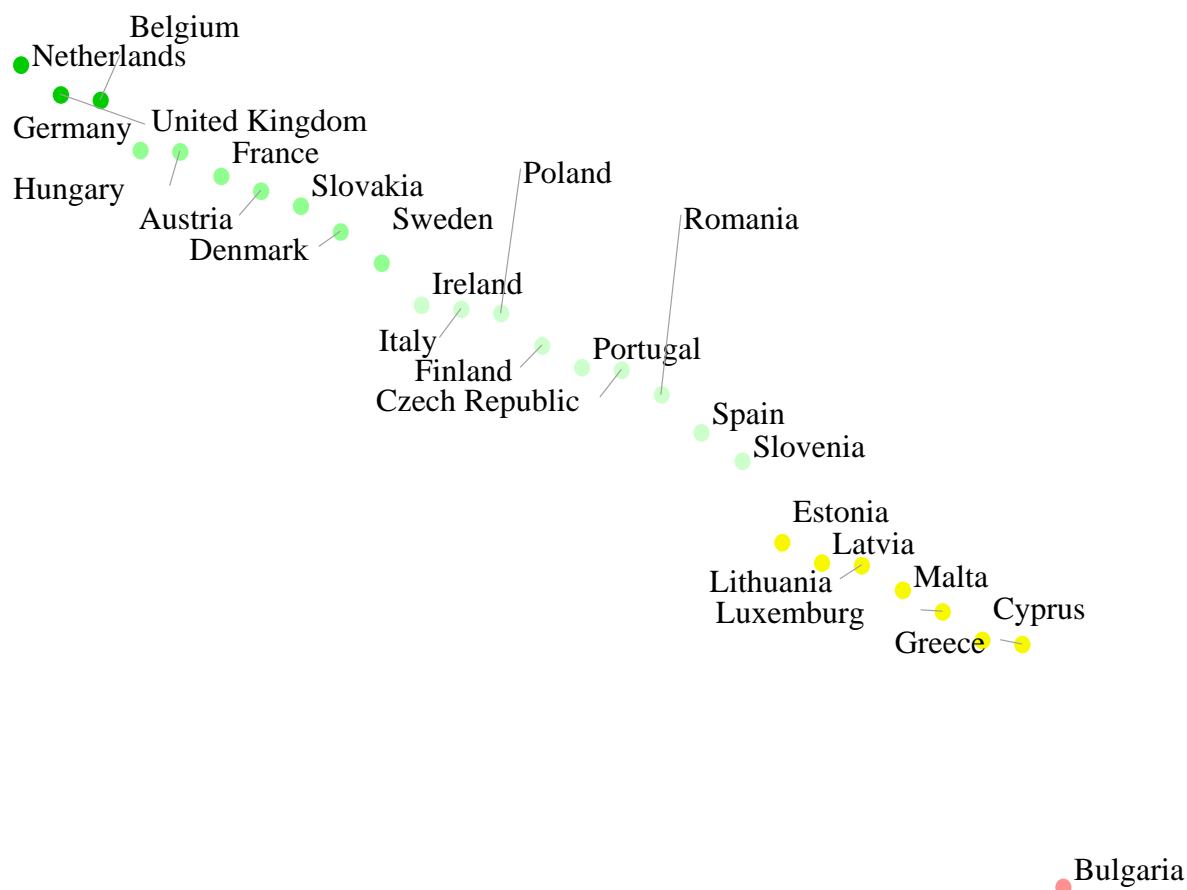 Belgium
Netherlands
United Kingdom
Germany
France
Poland
Hungary
Slovakia
Austria
Sweden
Romania
Denmark
Ireland
Italy
Portugal
Finland
Czech Republic
Spain
Slovenia
Estonia
Latvia
Lithuania
Malta
Luxemburg
Cyprus
Greece
Bulgaria